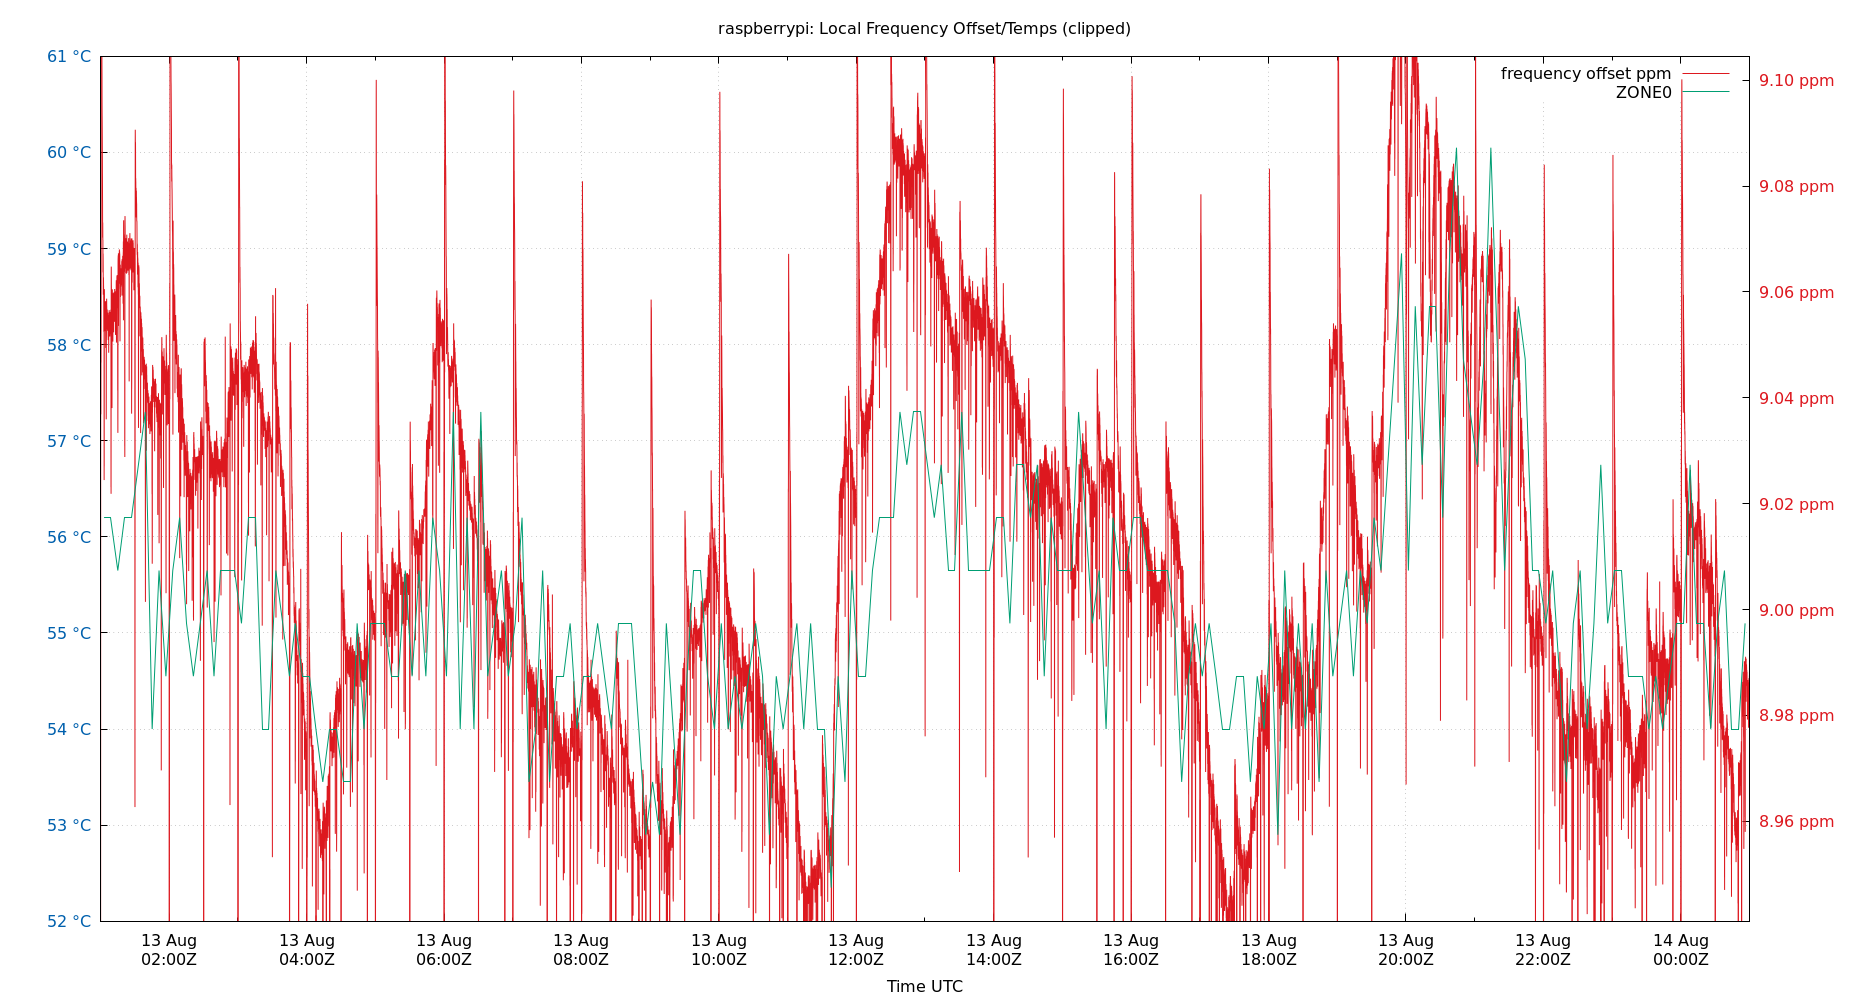 raspberrypi: Local Frequency Offset/Temps (clipped)
frequency offset ppm
ZONE0
61 °C
60 °C
59 °C
58 °C
57 °C
56 °C
55 °C
54 °C
53 °C
52 °C
9.10 ppm
9.08 ppm
9.06 ppm
9.04 ppm
9.02 ppm
9.00 ppm
8.98 ppm
8.96 ppm
13 Aug 13 Aug 13 Aug 13 Aug 13 Aug 13 Aug 13 Aug 13 Aug 13 Aug 13 Aug 13 Aug 14 Aug
02:00Z 04:00Z 06:00Z 08:00Z 10:00Z 12:00Z 14:00Z 16:00Z 18:00Z 20:00Z 22:00Z 00:00Z
Time UTC